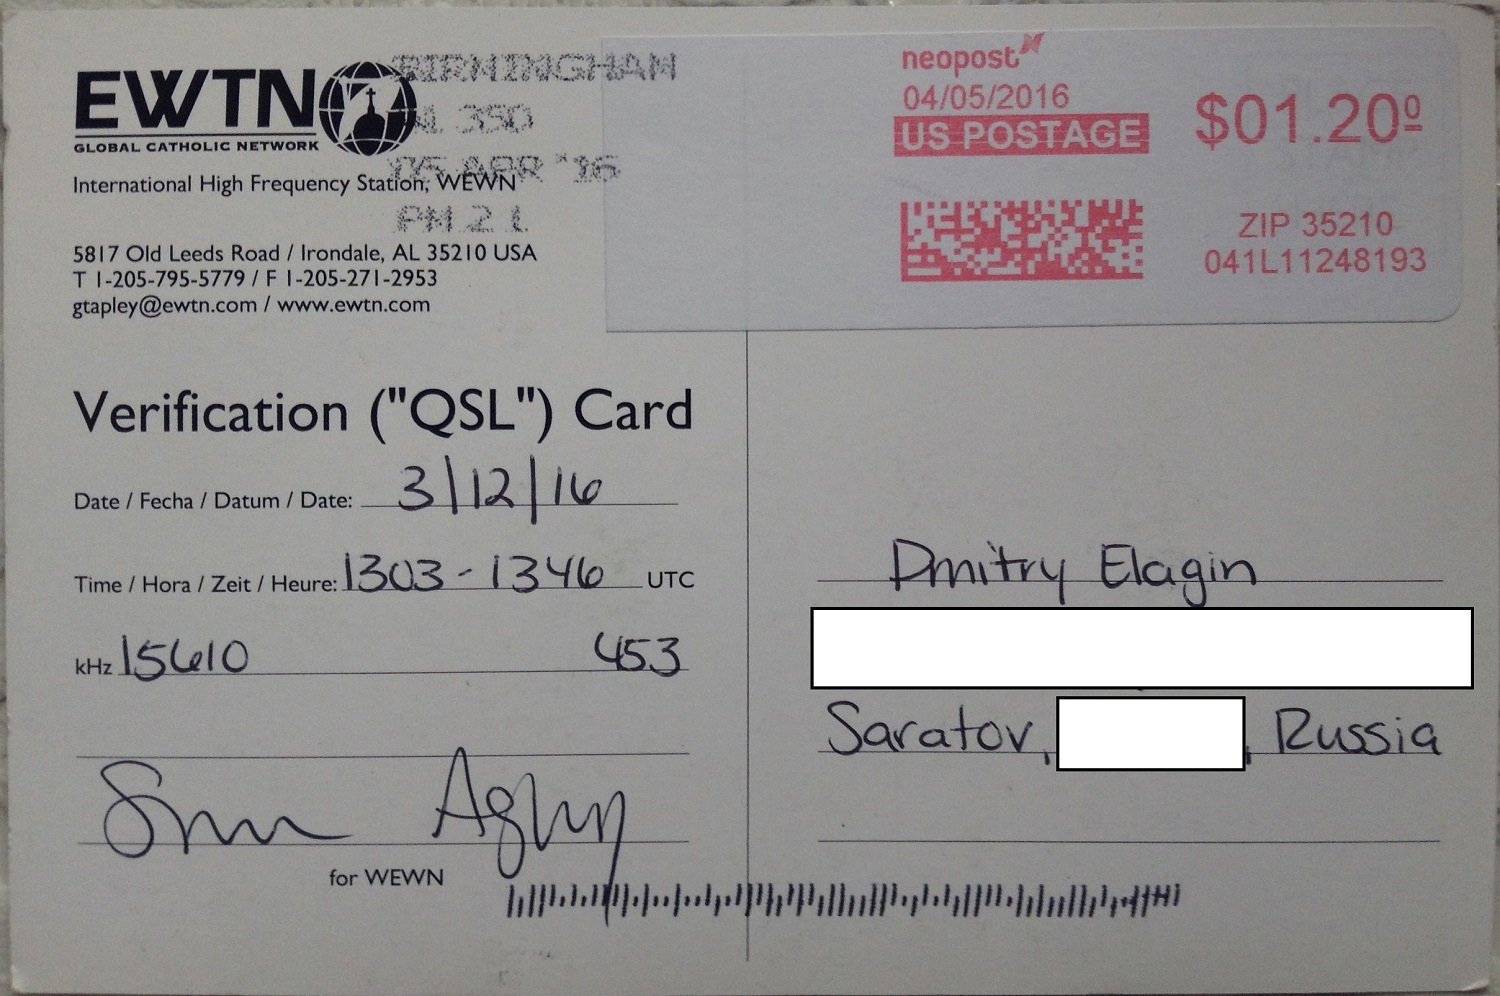 EWTN
GLOBAL CATHOLIC NETWORK
International High Frequency Station, WEWN
BIRMINGHAM
AL 350
05 APR '16
PM 2 L
5817 Old Leeds Road / Irondale, AL 35210 USA
T 1-205-795-5779 / F 1-205-271-2953
gtapley@ewtn.com / www.ewtn.com
neopost
04/05/2016
US POSTAGE
$01.20⁰
ZIP 35210
041L11248193
Verification ("QSL") Card
Date / Fecha / Datum / Date: 3/12/16
Time / Hora / Zeit / Heure: 1303 - 1346 UTC
kHz 15610 453
for WEWN
Dmitry Elagin
Saratov, , Russia